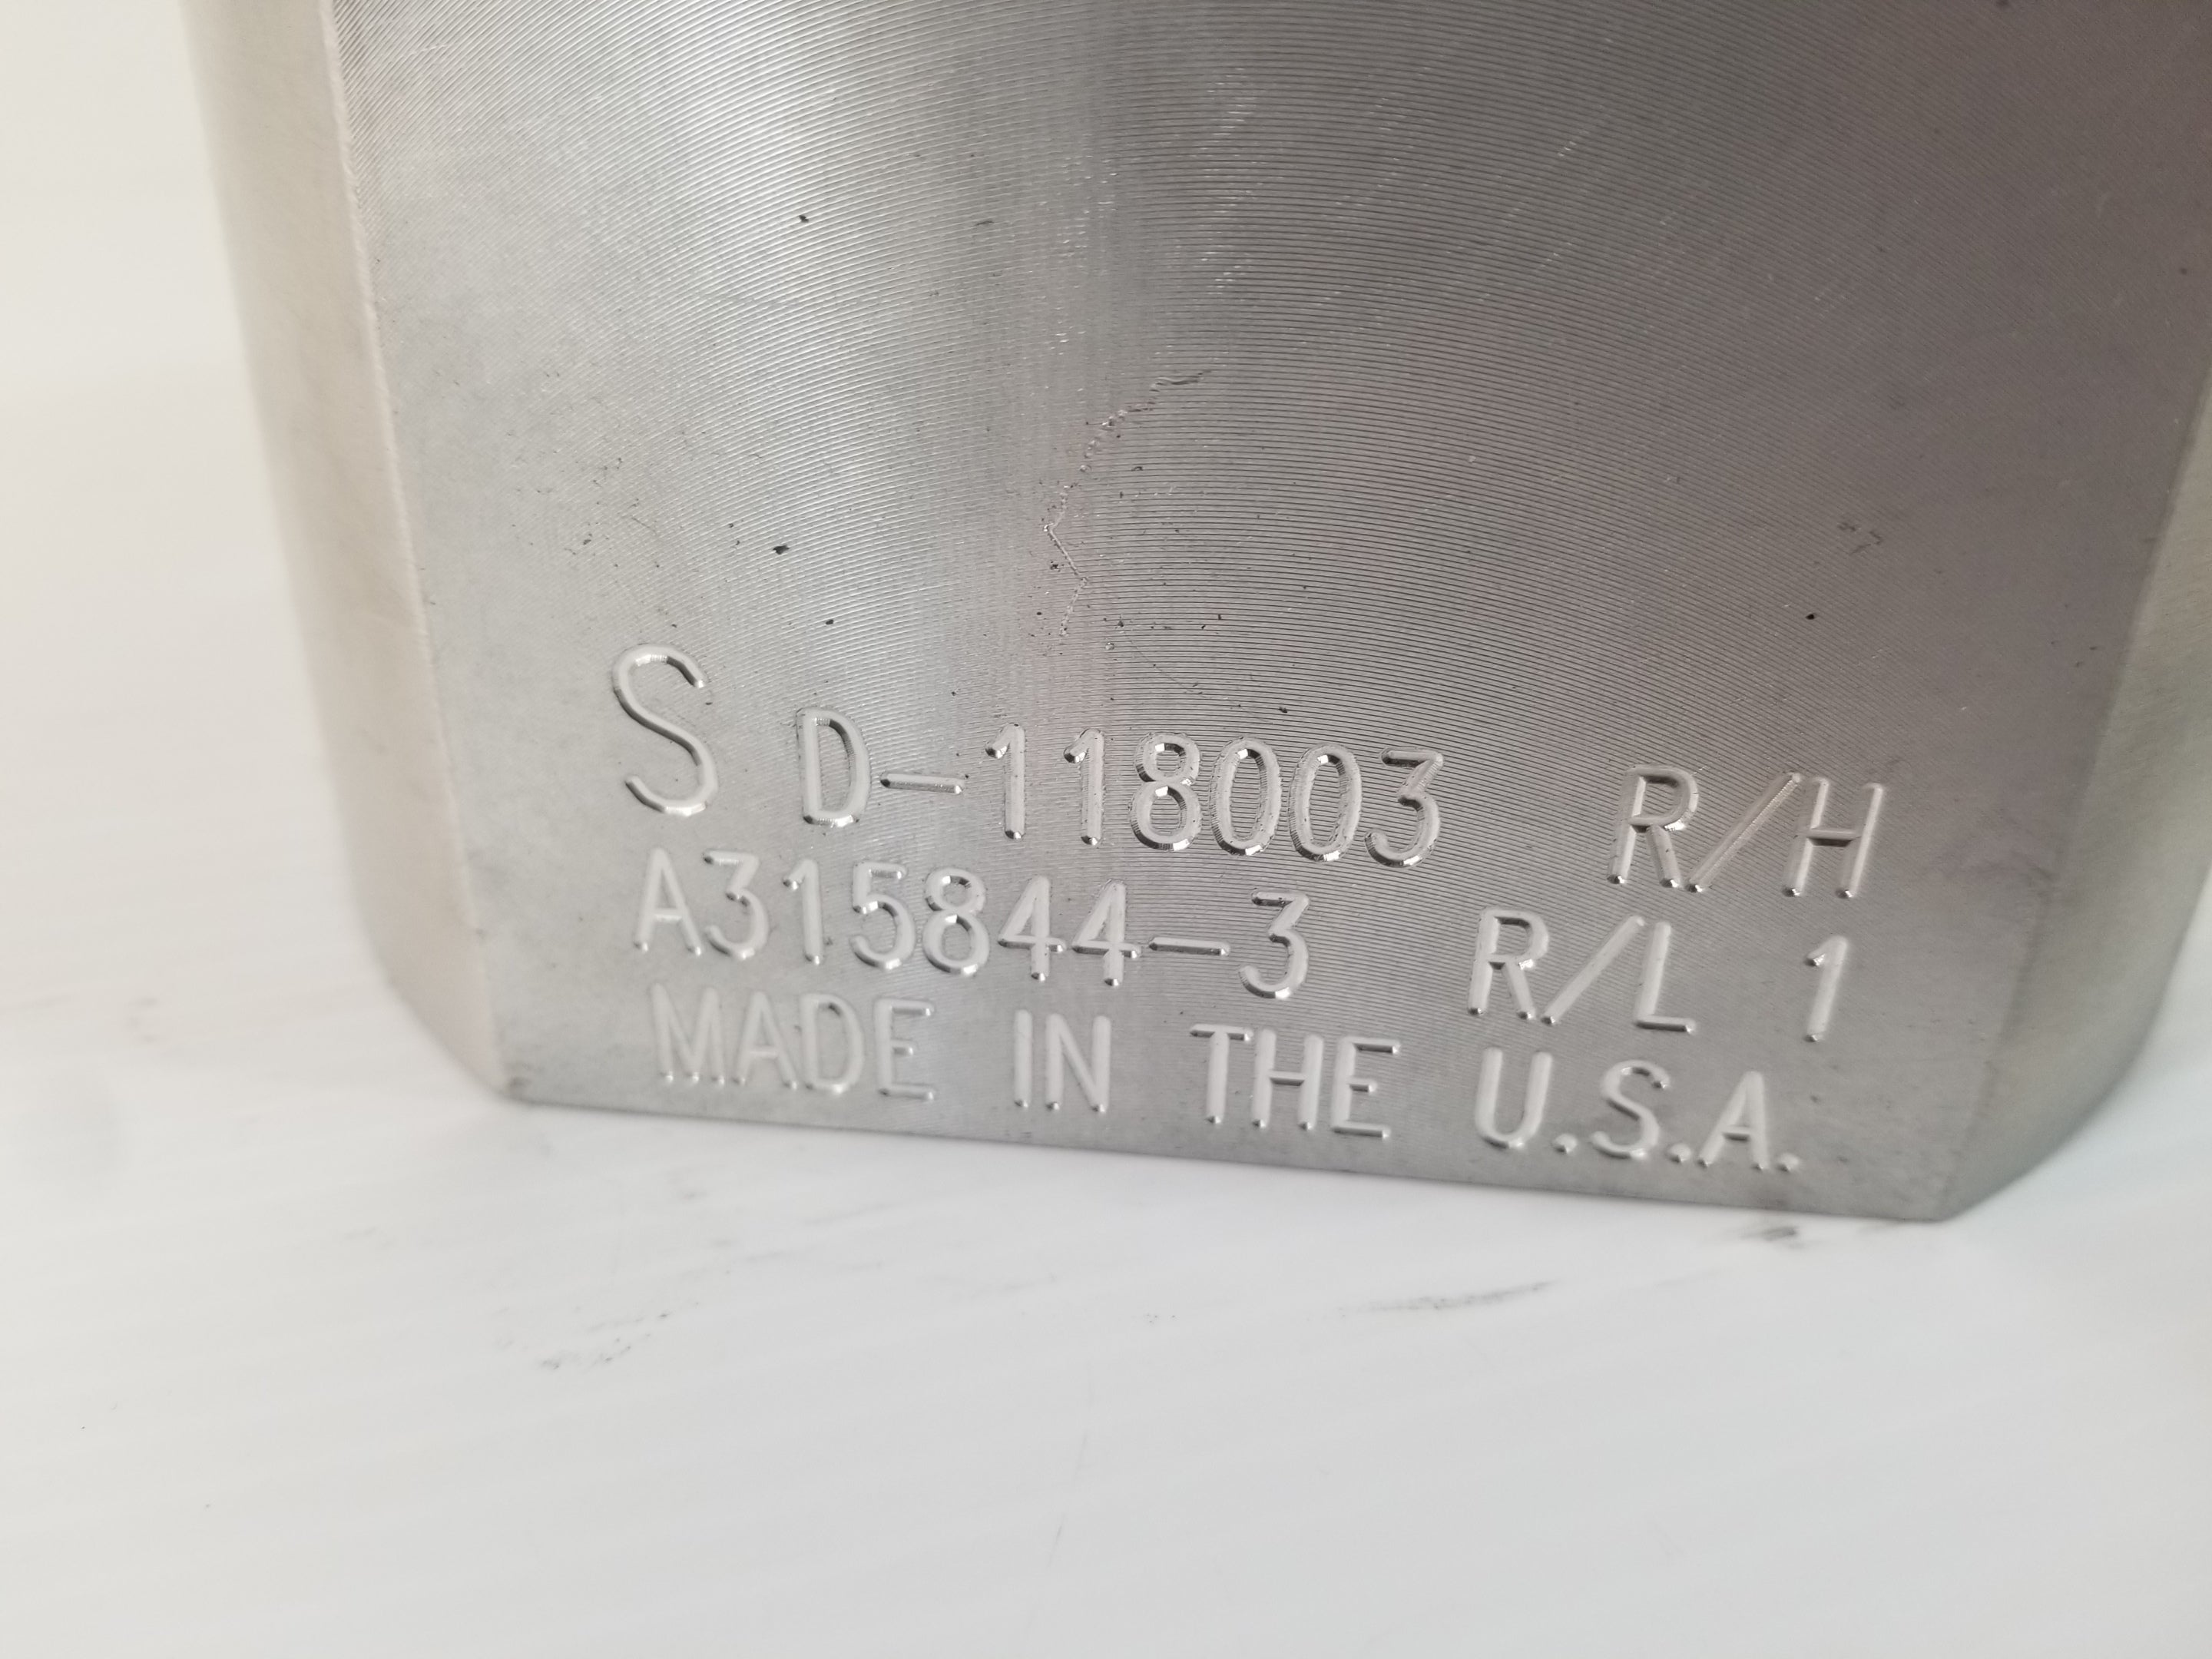 S D-118003 R/H
A315844-3 R/L 1
MADE IN THE U.S.A.